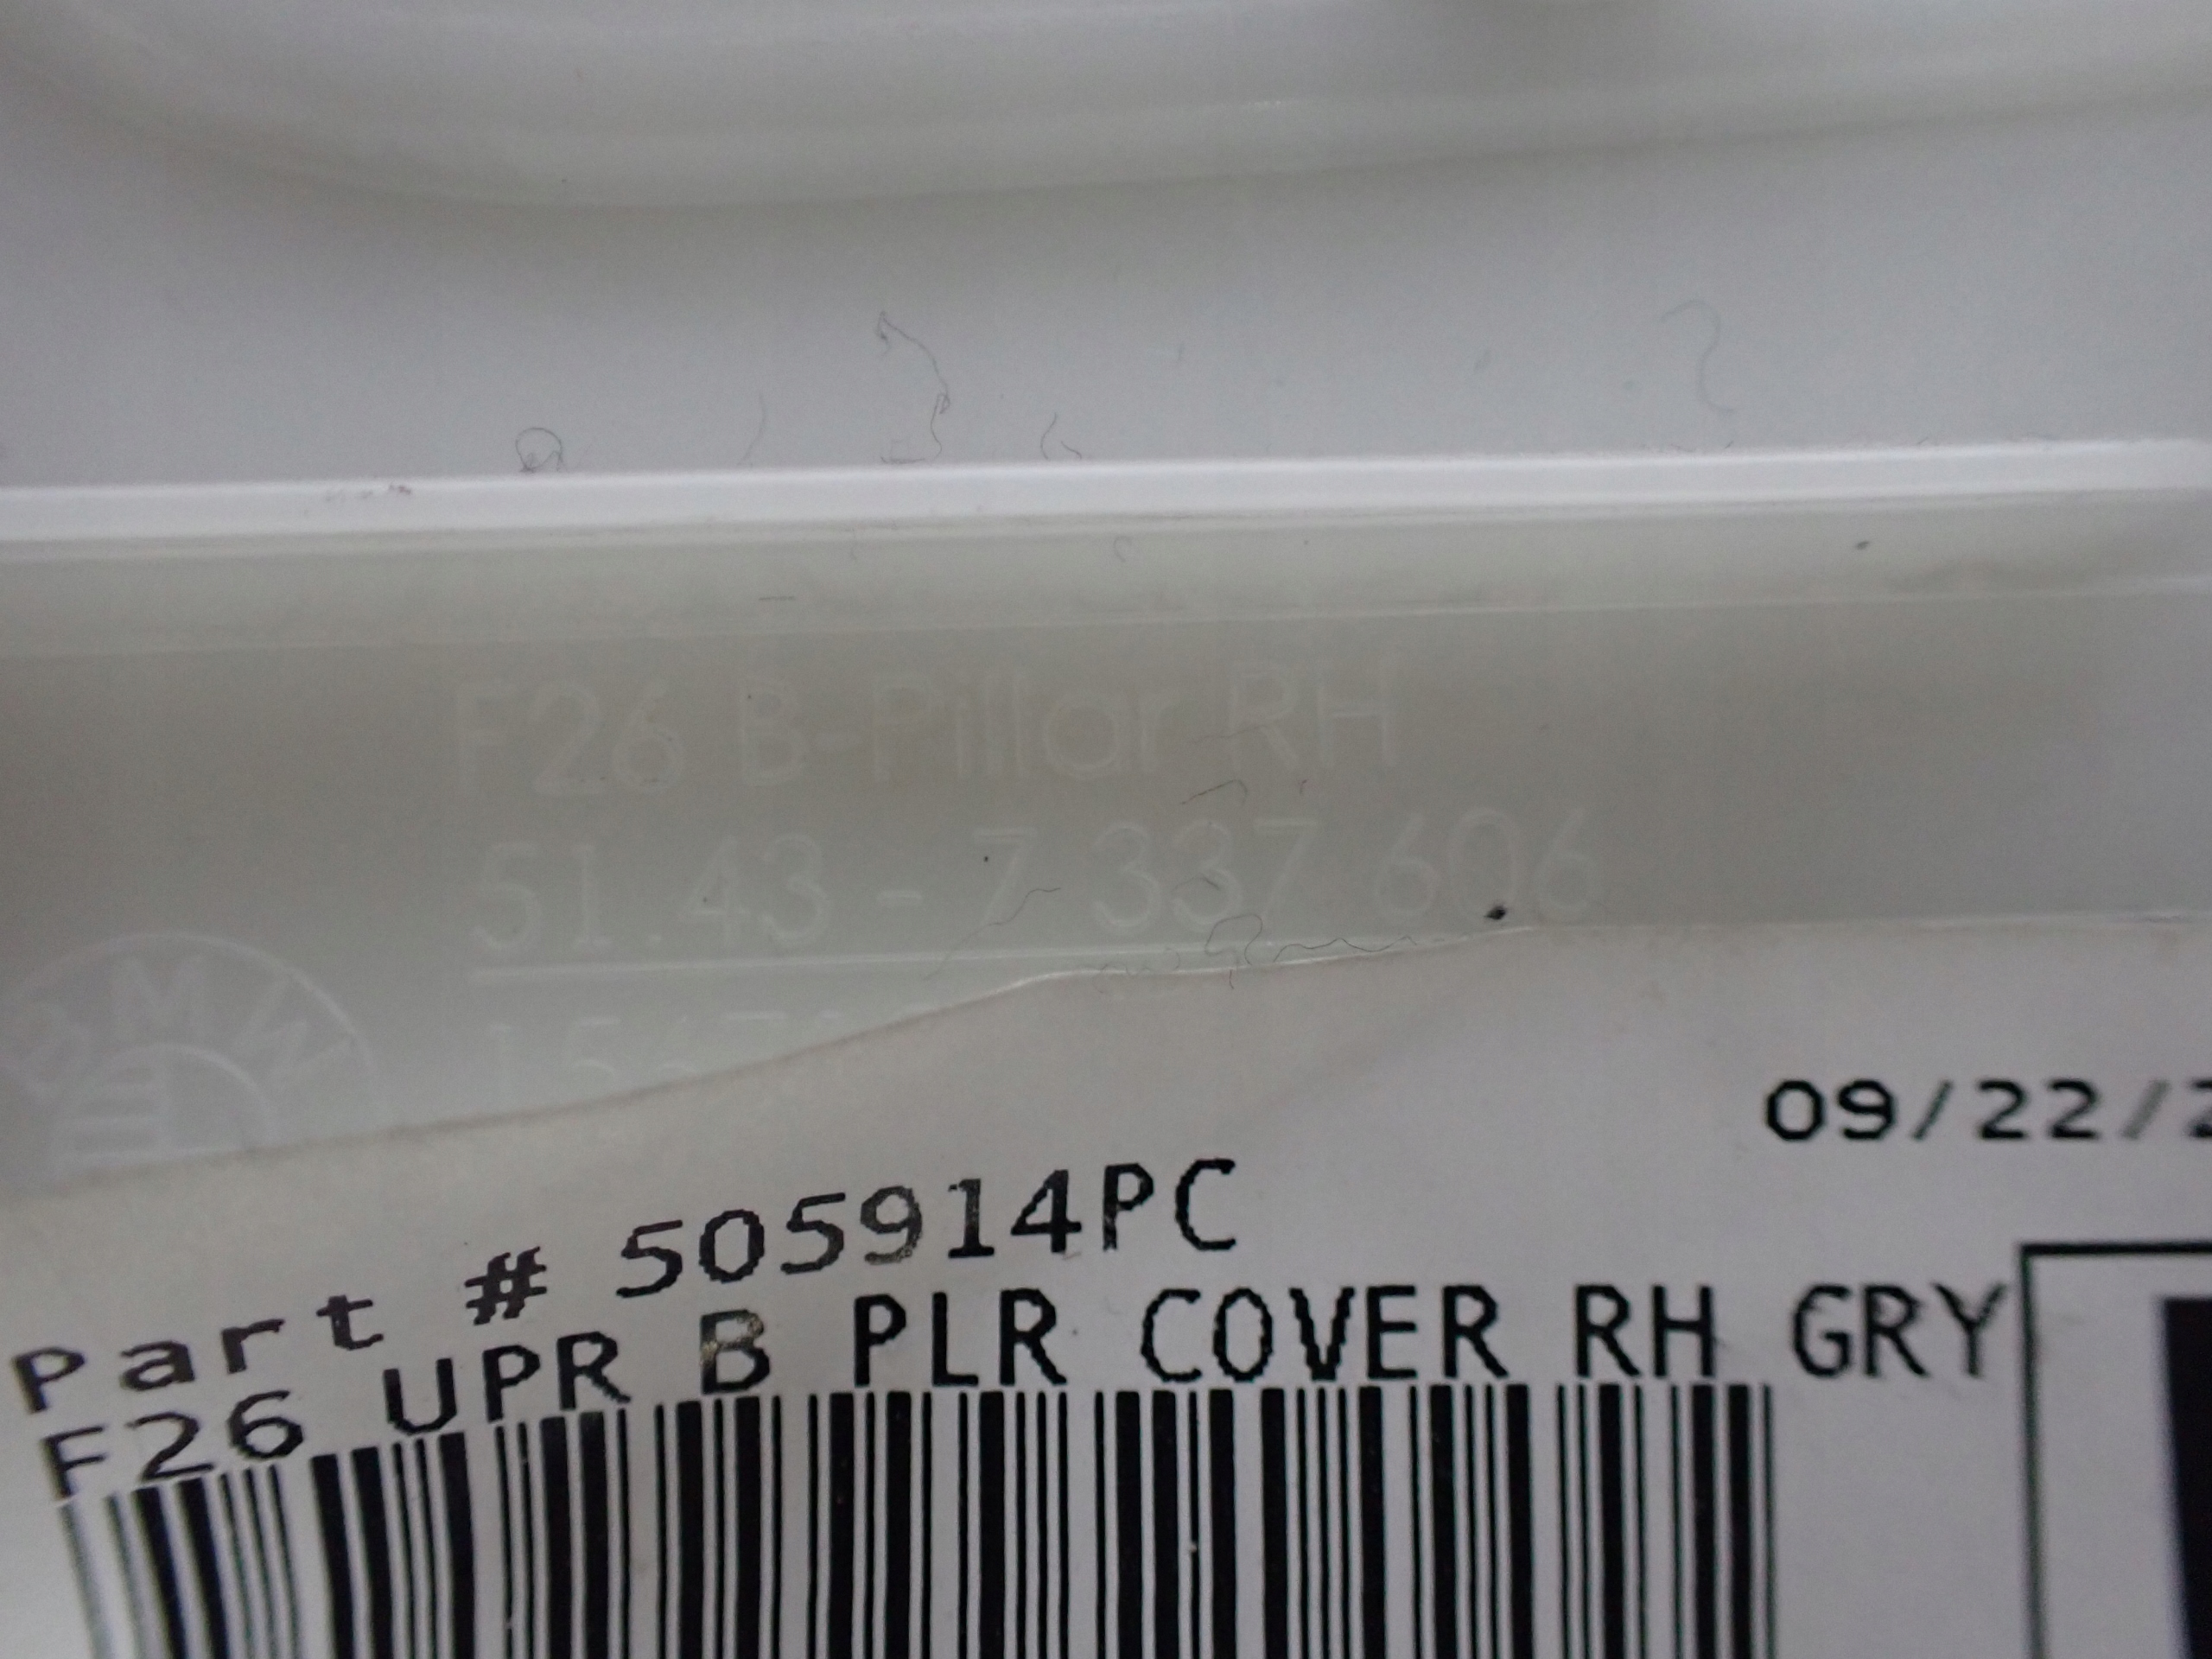 F26 B-Pillar RH
51.43 - 7 337 606
BMW
09/22/2
Part # 505914PC
F26 UPR B PLR COVER RH GRY